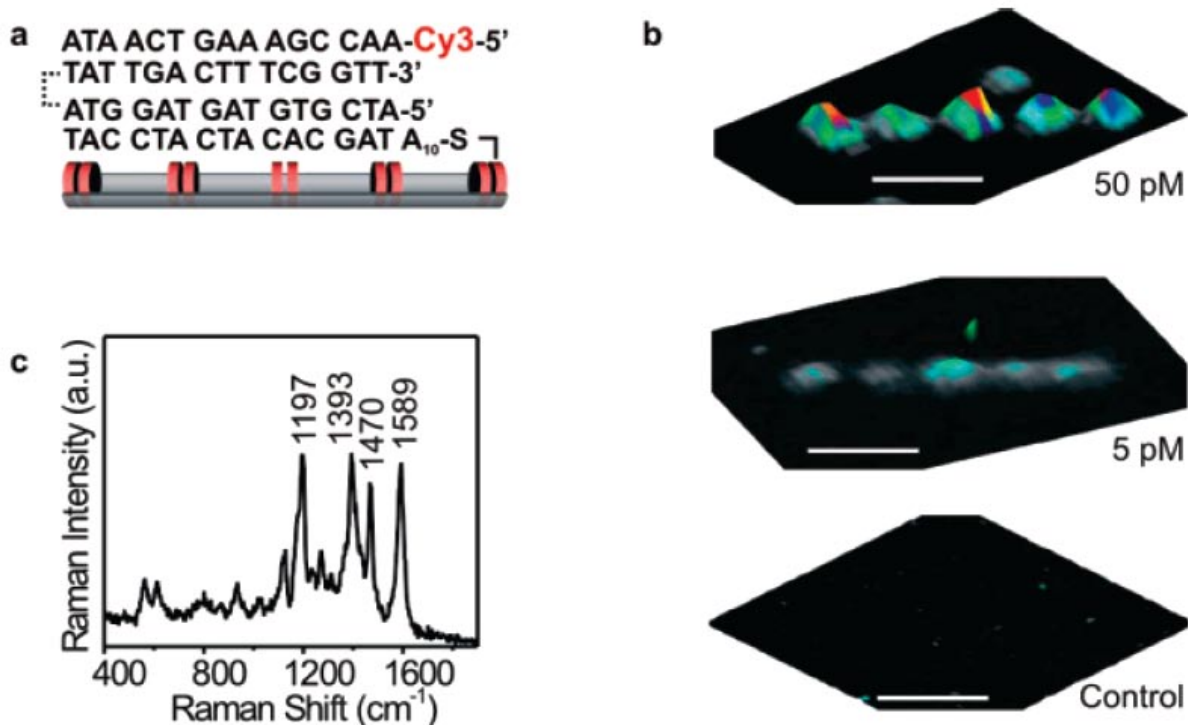 a
ATA ACT GAA AGC CAA-Cy3-5'
TAT TGA CTT TCG GTT-3'
ATG GAT GAT GTG CTA-5'
TAC CTA CTA CAC GAT A₁₀-S
b
50 pM
5 pM
Control
c
Raman Intensity (a.u.)
1197
1393
1470
1589
400 800 1200 1600
Raman Shift (cm⁻¹)